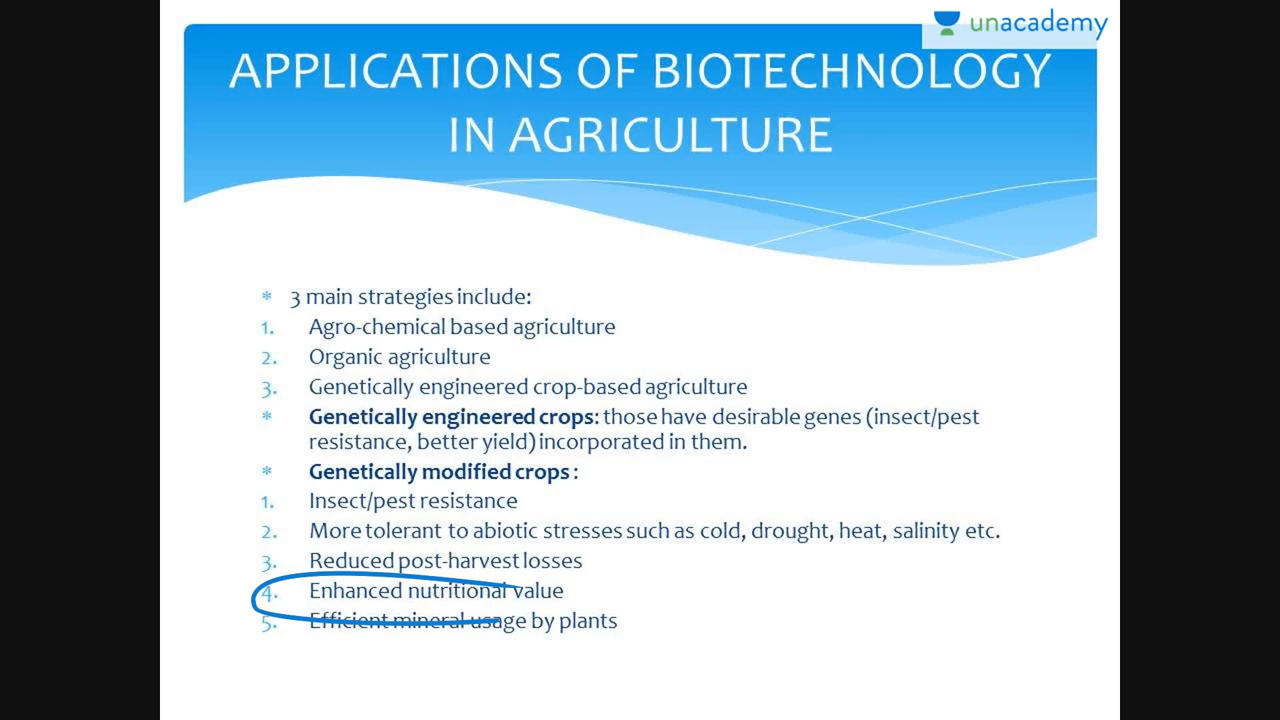 unacademy
APPLICATIONS OF BIOTECHNOLOGY
IN AGRICULTURE
* 3 main strategies include:
1. Agro-chemical based agriculture
2. Organic agriculture
3. Genetically engineered crop-based agriculture
* Genetically engineered crops: those have desirable genes (insect/pest
resistance, better yield) incorporated in them.
* Genetically modified crops :
1. Insect/pest resistance
2. More tolerant to abiotic stresses such as cold, drought, heat, salinity etc.
3. Reduced post-harvest losses
4. Enhanced nutritional value
5. Efficient mineral usage by plants